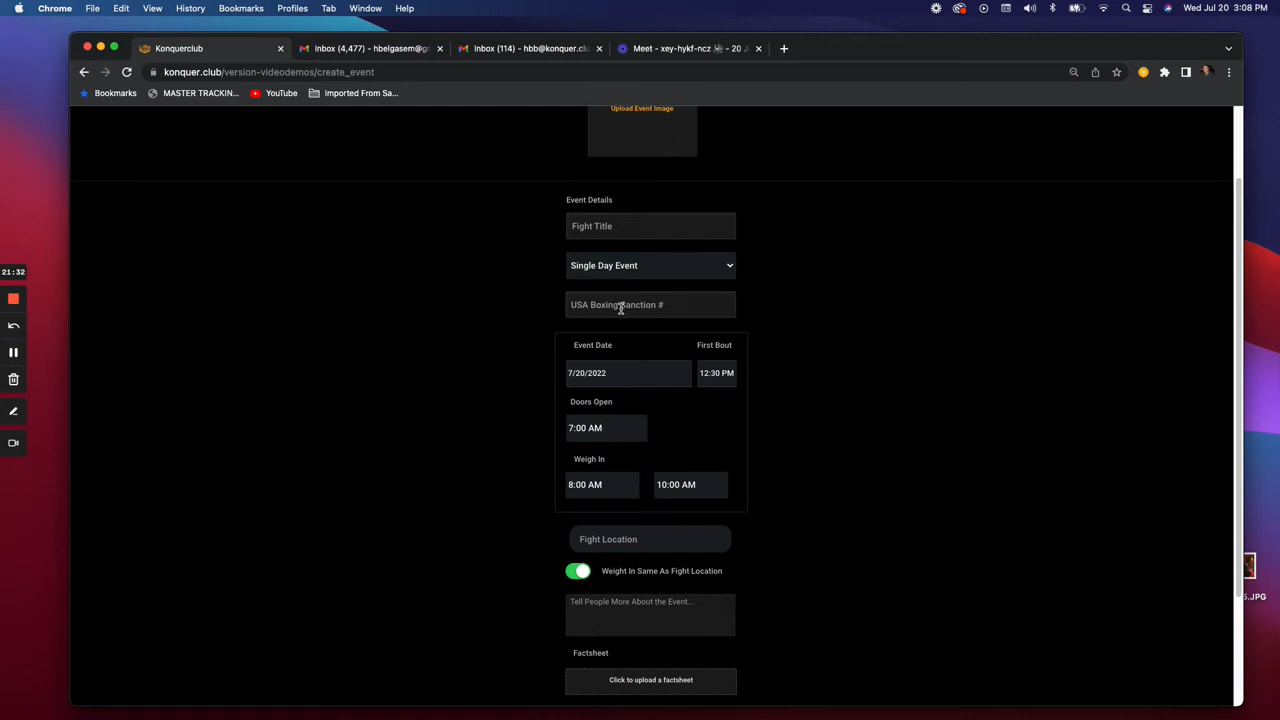 Chrome File Edit View History Bookmarks Profiles Tab Window Help Wed Jul 20 3:08 PM
Konquerclub Inbox (4,477) - hbelgasem@gr Inbox (114) - hbb@konquer.clu Meet - xey-hykf-ncz - 20 J
konquer.club/version-videodemos/create_event
Bookmarks MASTER TRACKIN... YouTube Imported From Sa...
Upload Event Image
Event Details
Fight Title
Single Day Event
21:32
USA Boxing Sanction #
Event Date First Bout
7/20/2022 12:30 PM
Doors Open
7:00 AM
Weigh In
8:00 AM 10:00 AM
Fight Location
Weight In Same As Fight Location
5.JPG
Tell People More About the Event...
Factsheet
Click to upload a factsheet